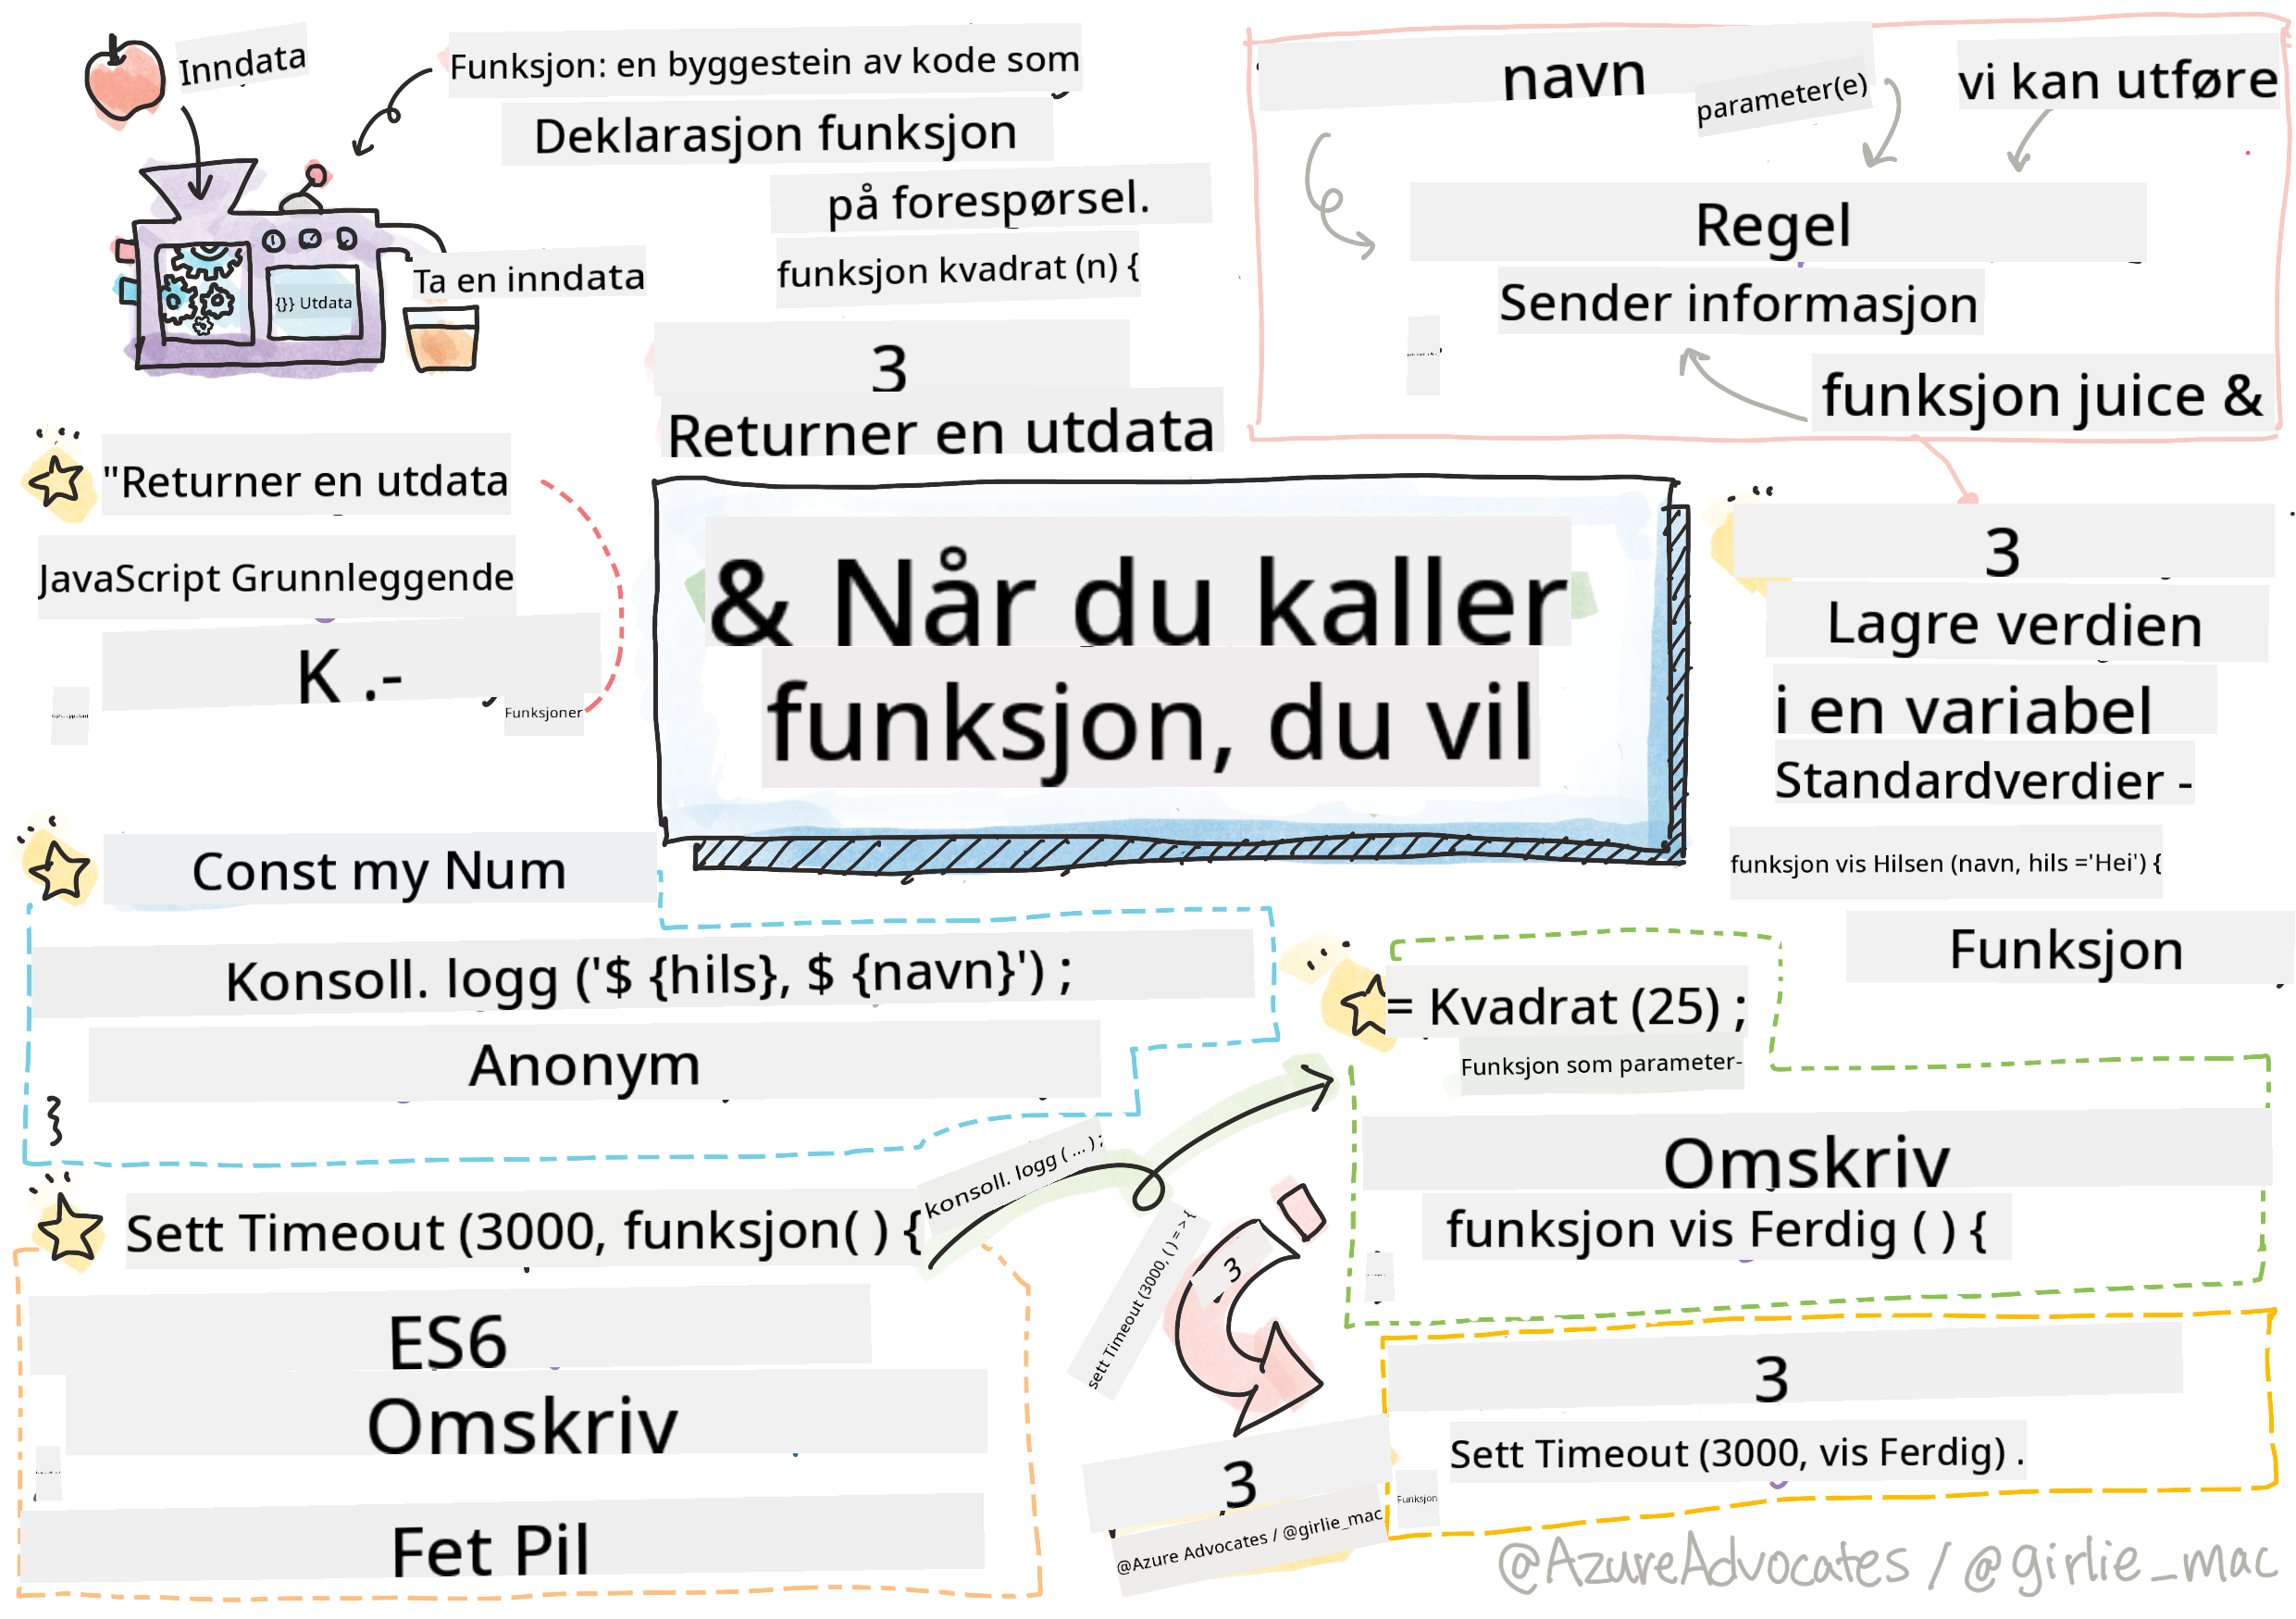 Inndata
Funksjon: en byggestein av kode som
Deklarasjon funksjon
på forespørsel.
funksjon kvadrat (n) {
Ta en inndata
{}} Utdata
3
Returner en utdata
navn
parameter(e)
vi kan utføre
Regel
Sender informasjon
funksjon juice &
"Returner en utdata
JavaScript Grunnleggende
K .-
Funksjoner
& Når du kaller
funksjon, du vil
3
Lagre verdien
i en variabel
Standardverdier -
funksjon vis Hilsen (navn, hils ='Hei') {
Funksjon
Const my Num
Konsoll. logg ('$ {hils}, $ {navn}') ;
Anonym
= Kvadrat (25) ;
Funksjon som parameter-
Omskriv
funksjon vis Ferdig ( ) {
Sett Timeout (3000, funksjon( ) {
konsoll. logg ( ... ) ;
sett Timeout (3000, ( ) = > {
3
ES6
Omskriv
Fet Pil
3
@Azure Advocates / @girlie_mac
3
Sett Timeout (3000, vis Ferdig) .
Funksjon
@AzureAdvocates / @girlie_mac